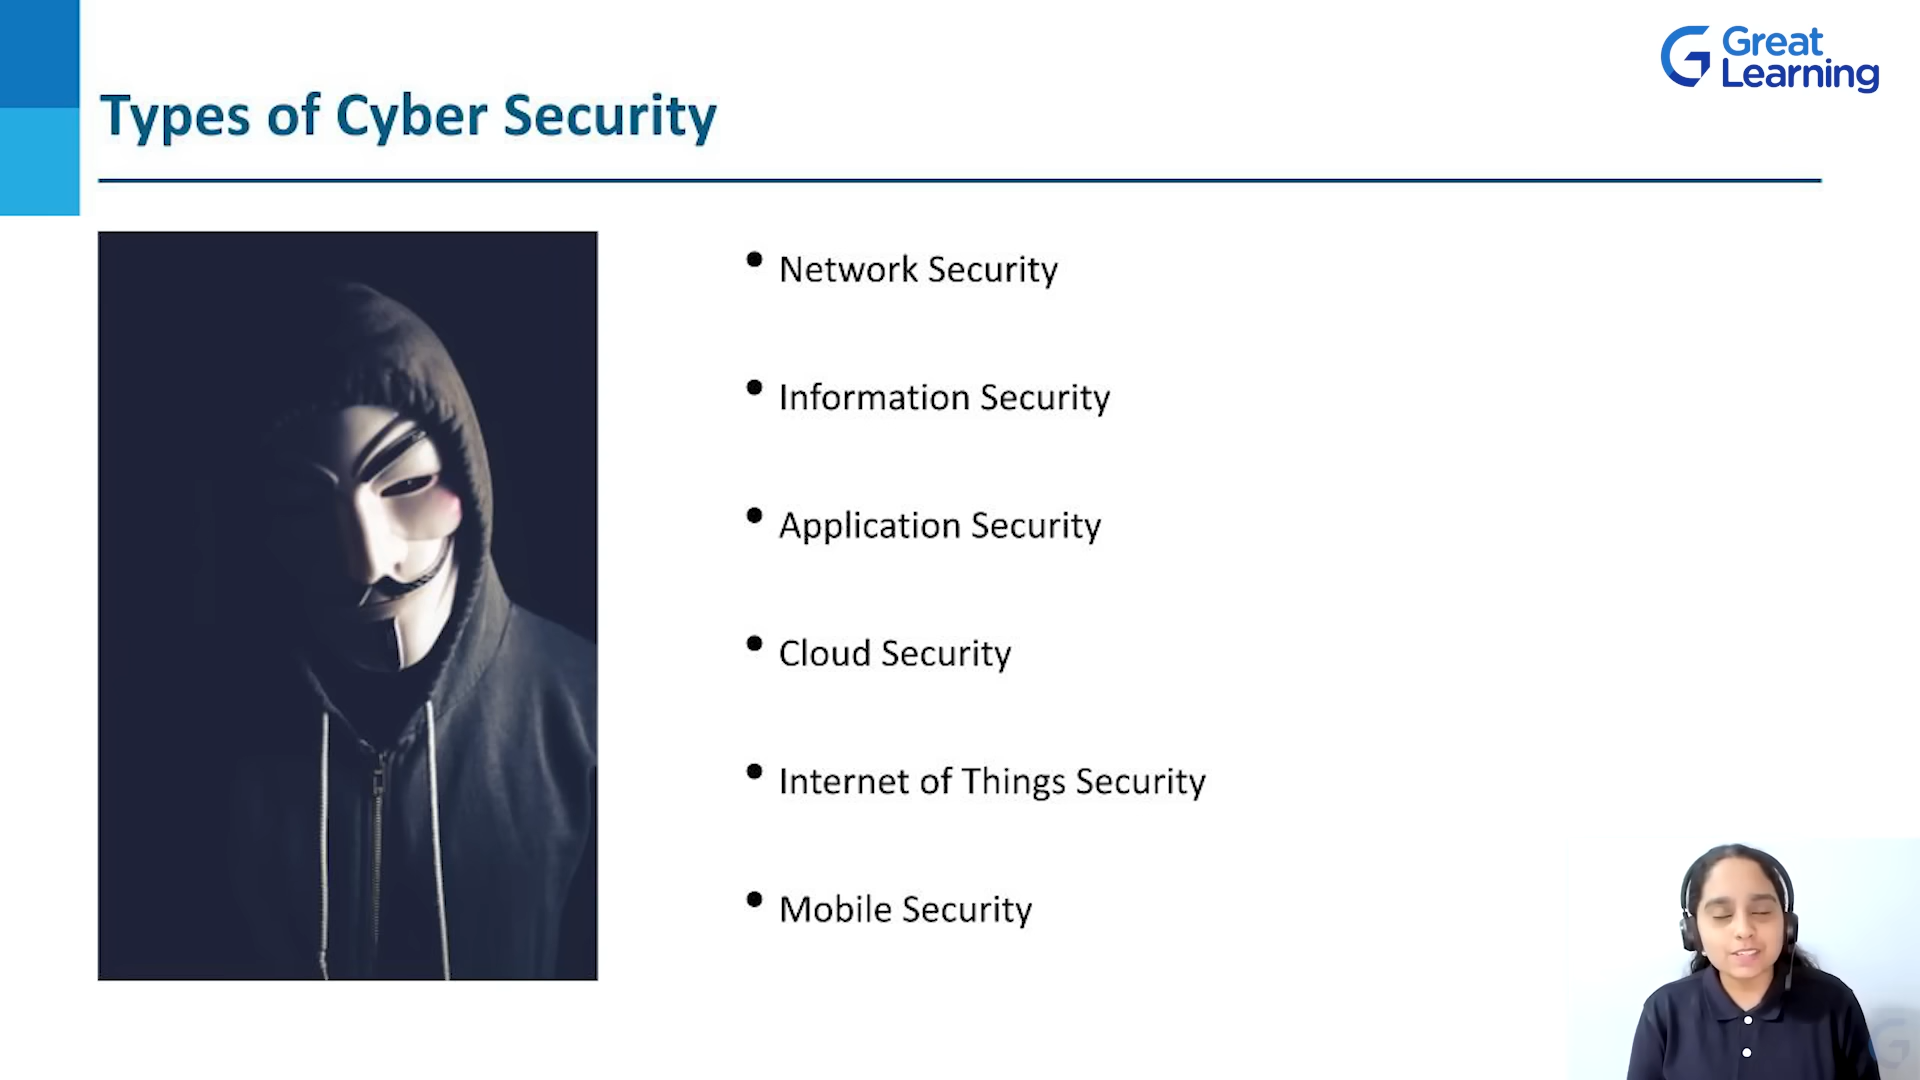 Great
Learning
Types of Cyber Security
• Network Security
• Information Security
• Application Security
• Cloud Security
• Internet of Things Security
• Mobile Security